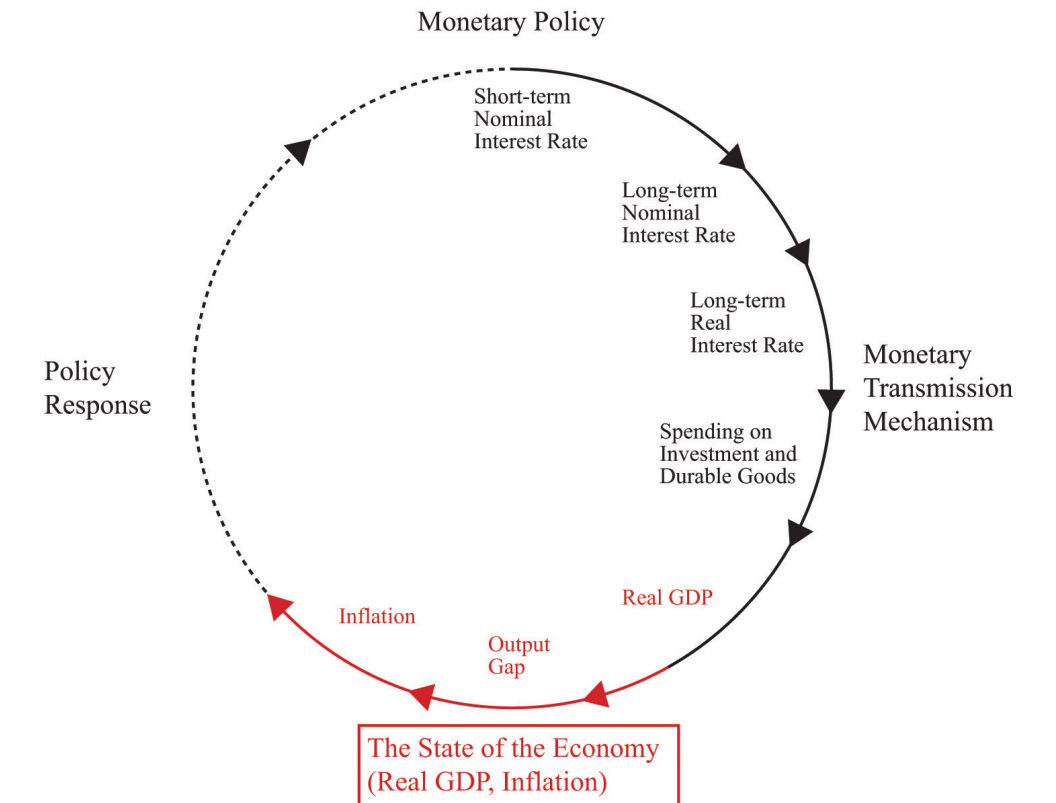 Monetary Policy
Short-term
Nominal
Interest Rate
Long-term
Nominal
Interest Rate
Long-term
Real
Interest Rate
Monetary
Transmission
Mechanism
Policy
Response
Spending on
Investment and
Durable Goods
Real GDP
Inflation
Output
Gap
The State of the Economy
(Real GDP, Inflation)